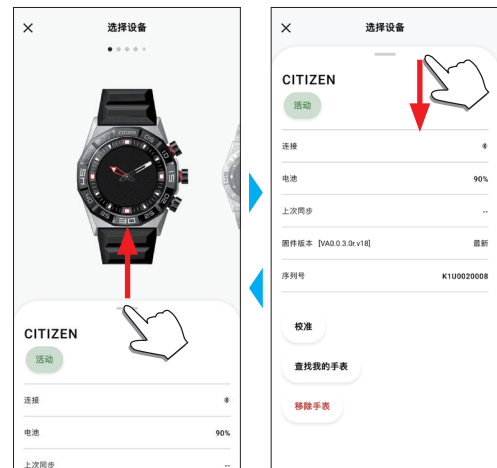 选择设备
CITIZEN
活动
连接
电池 90%
上次同步 --
选择设备
CITIZEN
活动
连接
电池 90%
上次同步 --
固件版本 [VA0.0.3.0r.v18] 最新
序列号 K1U0020008
校准
查找我的手表
移除手表